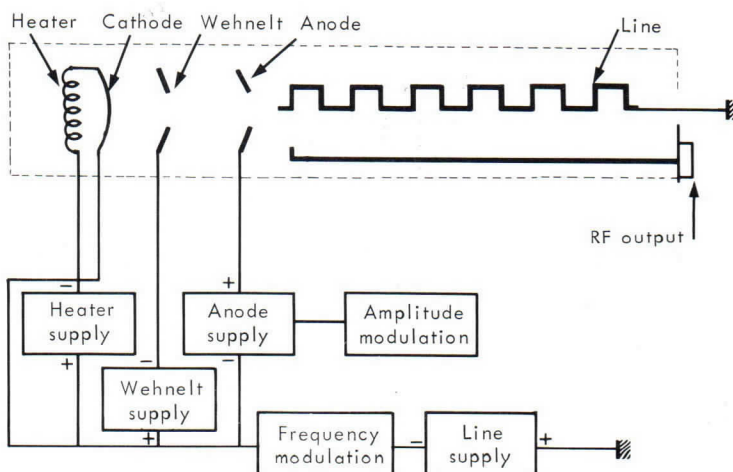 Heater Cathode Wehnelt Anode
Line
RF output
-
+
Heater
supply
Anode
supply
Amplitude
modulation
+
-
-
Wehnelt
supply
+
Frequency
modulation
-
Line
supply
+